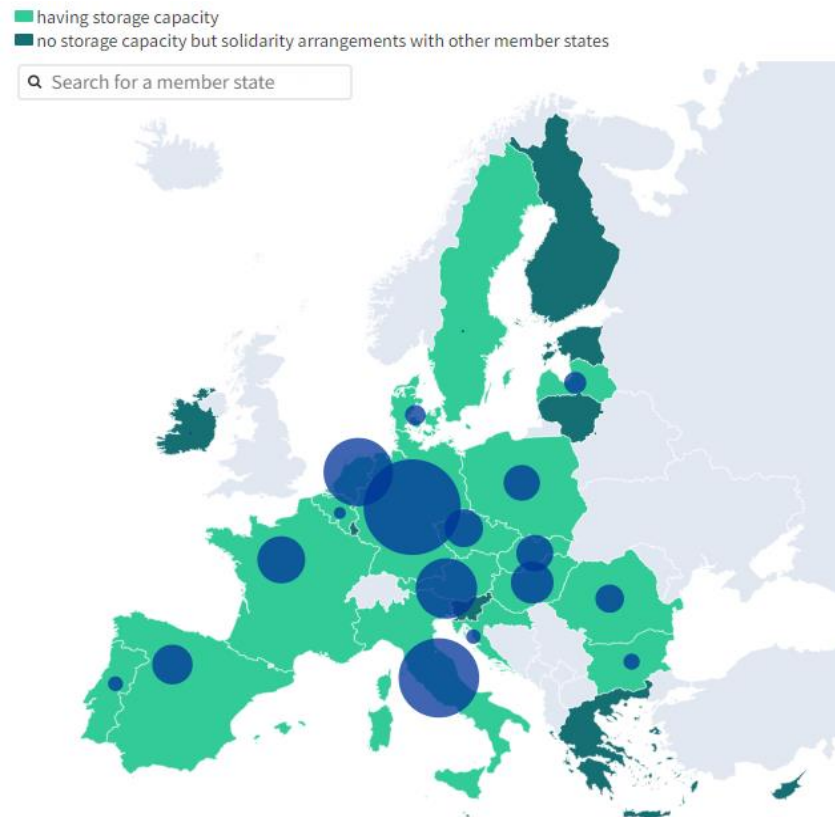 having storage capacity
no storage capacity but solidarity arrangements with other member states
Search for a member state